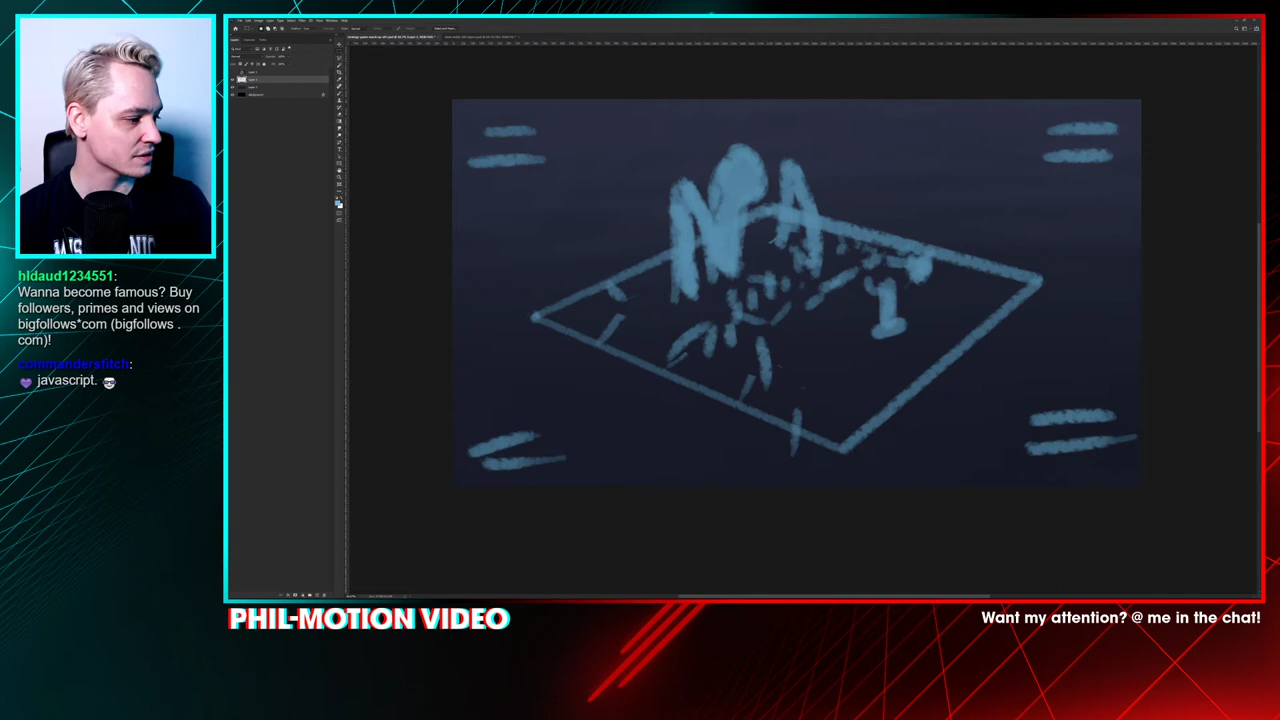 hldaud1234551:
Wanna become famous? Buy
followers, primes and views on
bigfollows*com (bigfollows .
com)!
commandersfitch:
javascript.
PHIL-MOTION VIDEO
Want my attention? @ me in the chat!